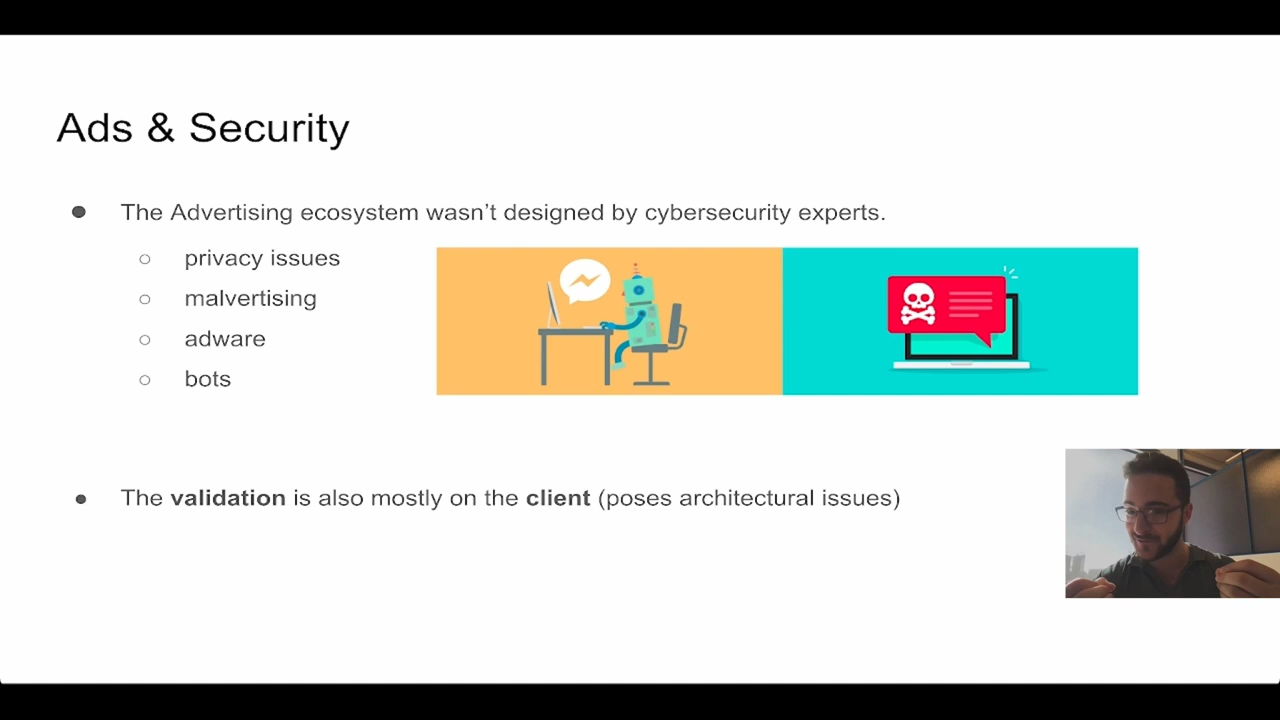 Ads & Security
● The Advertising ecosystem wasn’t designed by cybersecurity experts.
○ privacy issues
○ malvertising
○ adware
○ bots
● The validation is also mostly on the client (poses architectural issues)